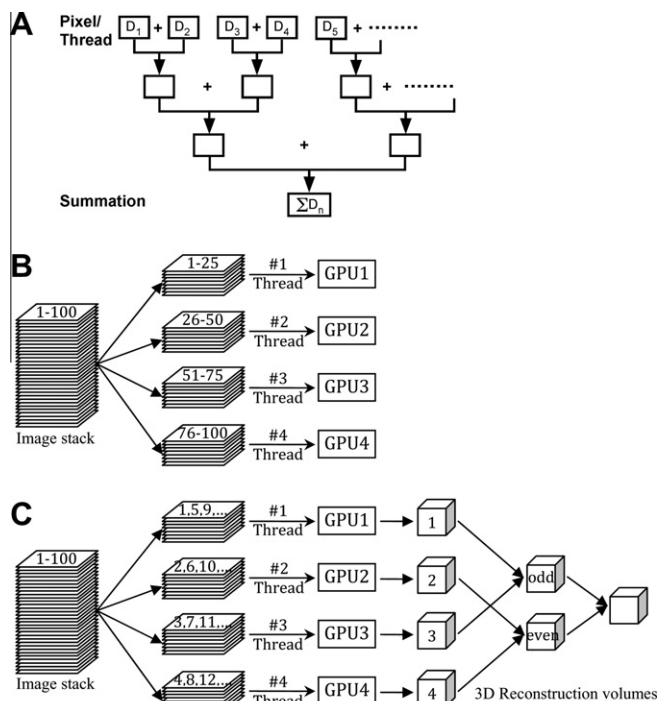 A
Pixel/ Thread
D1 + D2 D3 + D4 D5 + ........
+ + ........
+
Summation
ΣDn
B
1-100
Image stack
1-25 #1 Thread GPU1
26-50 #2 Thread GPU2
51-75 #3 Thread GPU3
76-100 #4 Thread GPU4
C
1-100
Image stack
1,5,9,... #1 Thread GPU1 1
2,6,10,... #2 Thread GPU2 2
3,7,11,... #3 Thread GPU3 3
4,8,12,... #4 Thread GPU4 4
odd
even
3D Reconstruction volumes